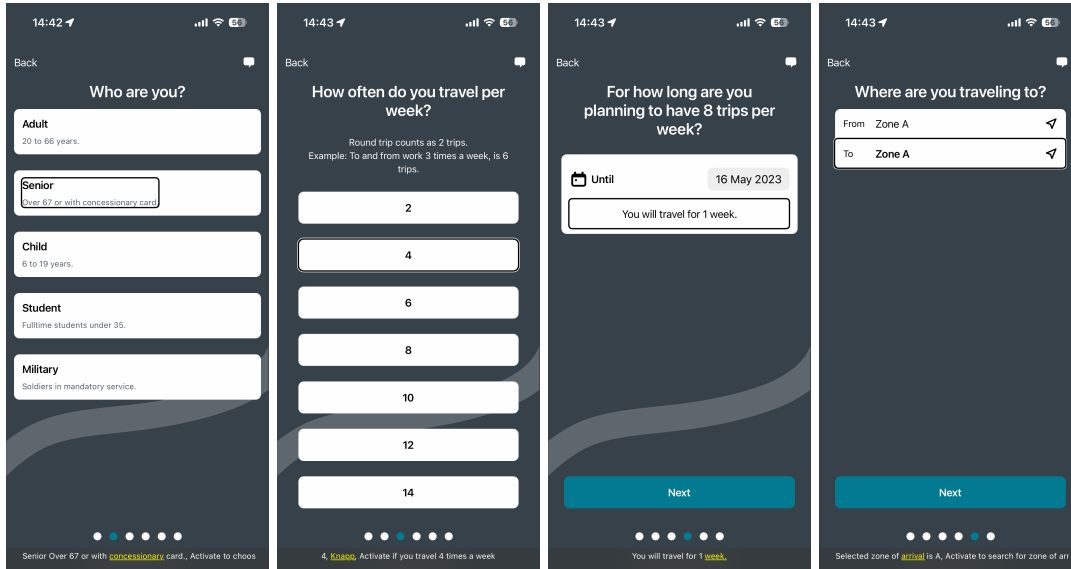 14:42
56
Back
Who are you?
Adult
20 to 66 years.
Senior
Over 67 or with concessionary card.
Child
6 to 19 years.
Student
Fulltime students under 35.
Military
Soldiers in mandatory service.
Senior Over 67 or with concessionary card., Activate to choos
14:43
56
Back
How often do you travel per
week?
Round trip counts as 2 trips.
Example: To and from work 3 times a week, is 6
trips.
2
4
6
8
10
12
14
4, Knapp, Activate if you travel 4 times a week
14:43
56
Back
For how long are you
planning to have 8 trips per
week?
Until 16 May 2023
You will travel for 1 week.
Next
You will travel for 1 week.
14:43
56
Back
Where are you traveling to?
From Zone A
To Zone A
Next
Selected zone of arrival is A, Activate to search for zone of arr